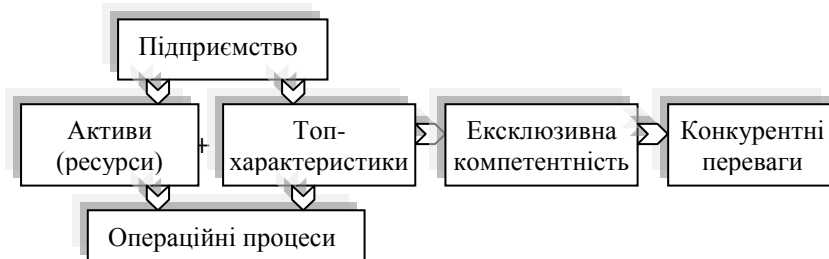 Підприємство
Активи
(ресурси)
+
Топ-
характеристики
Ексклюзивна
компетентність
Конкурентні
переваги
Операційні процеси